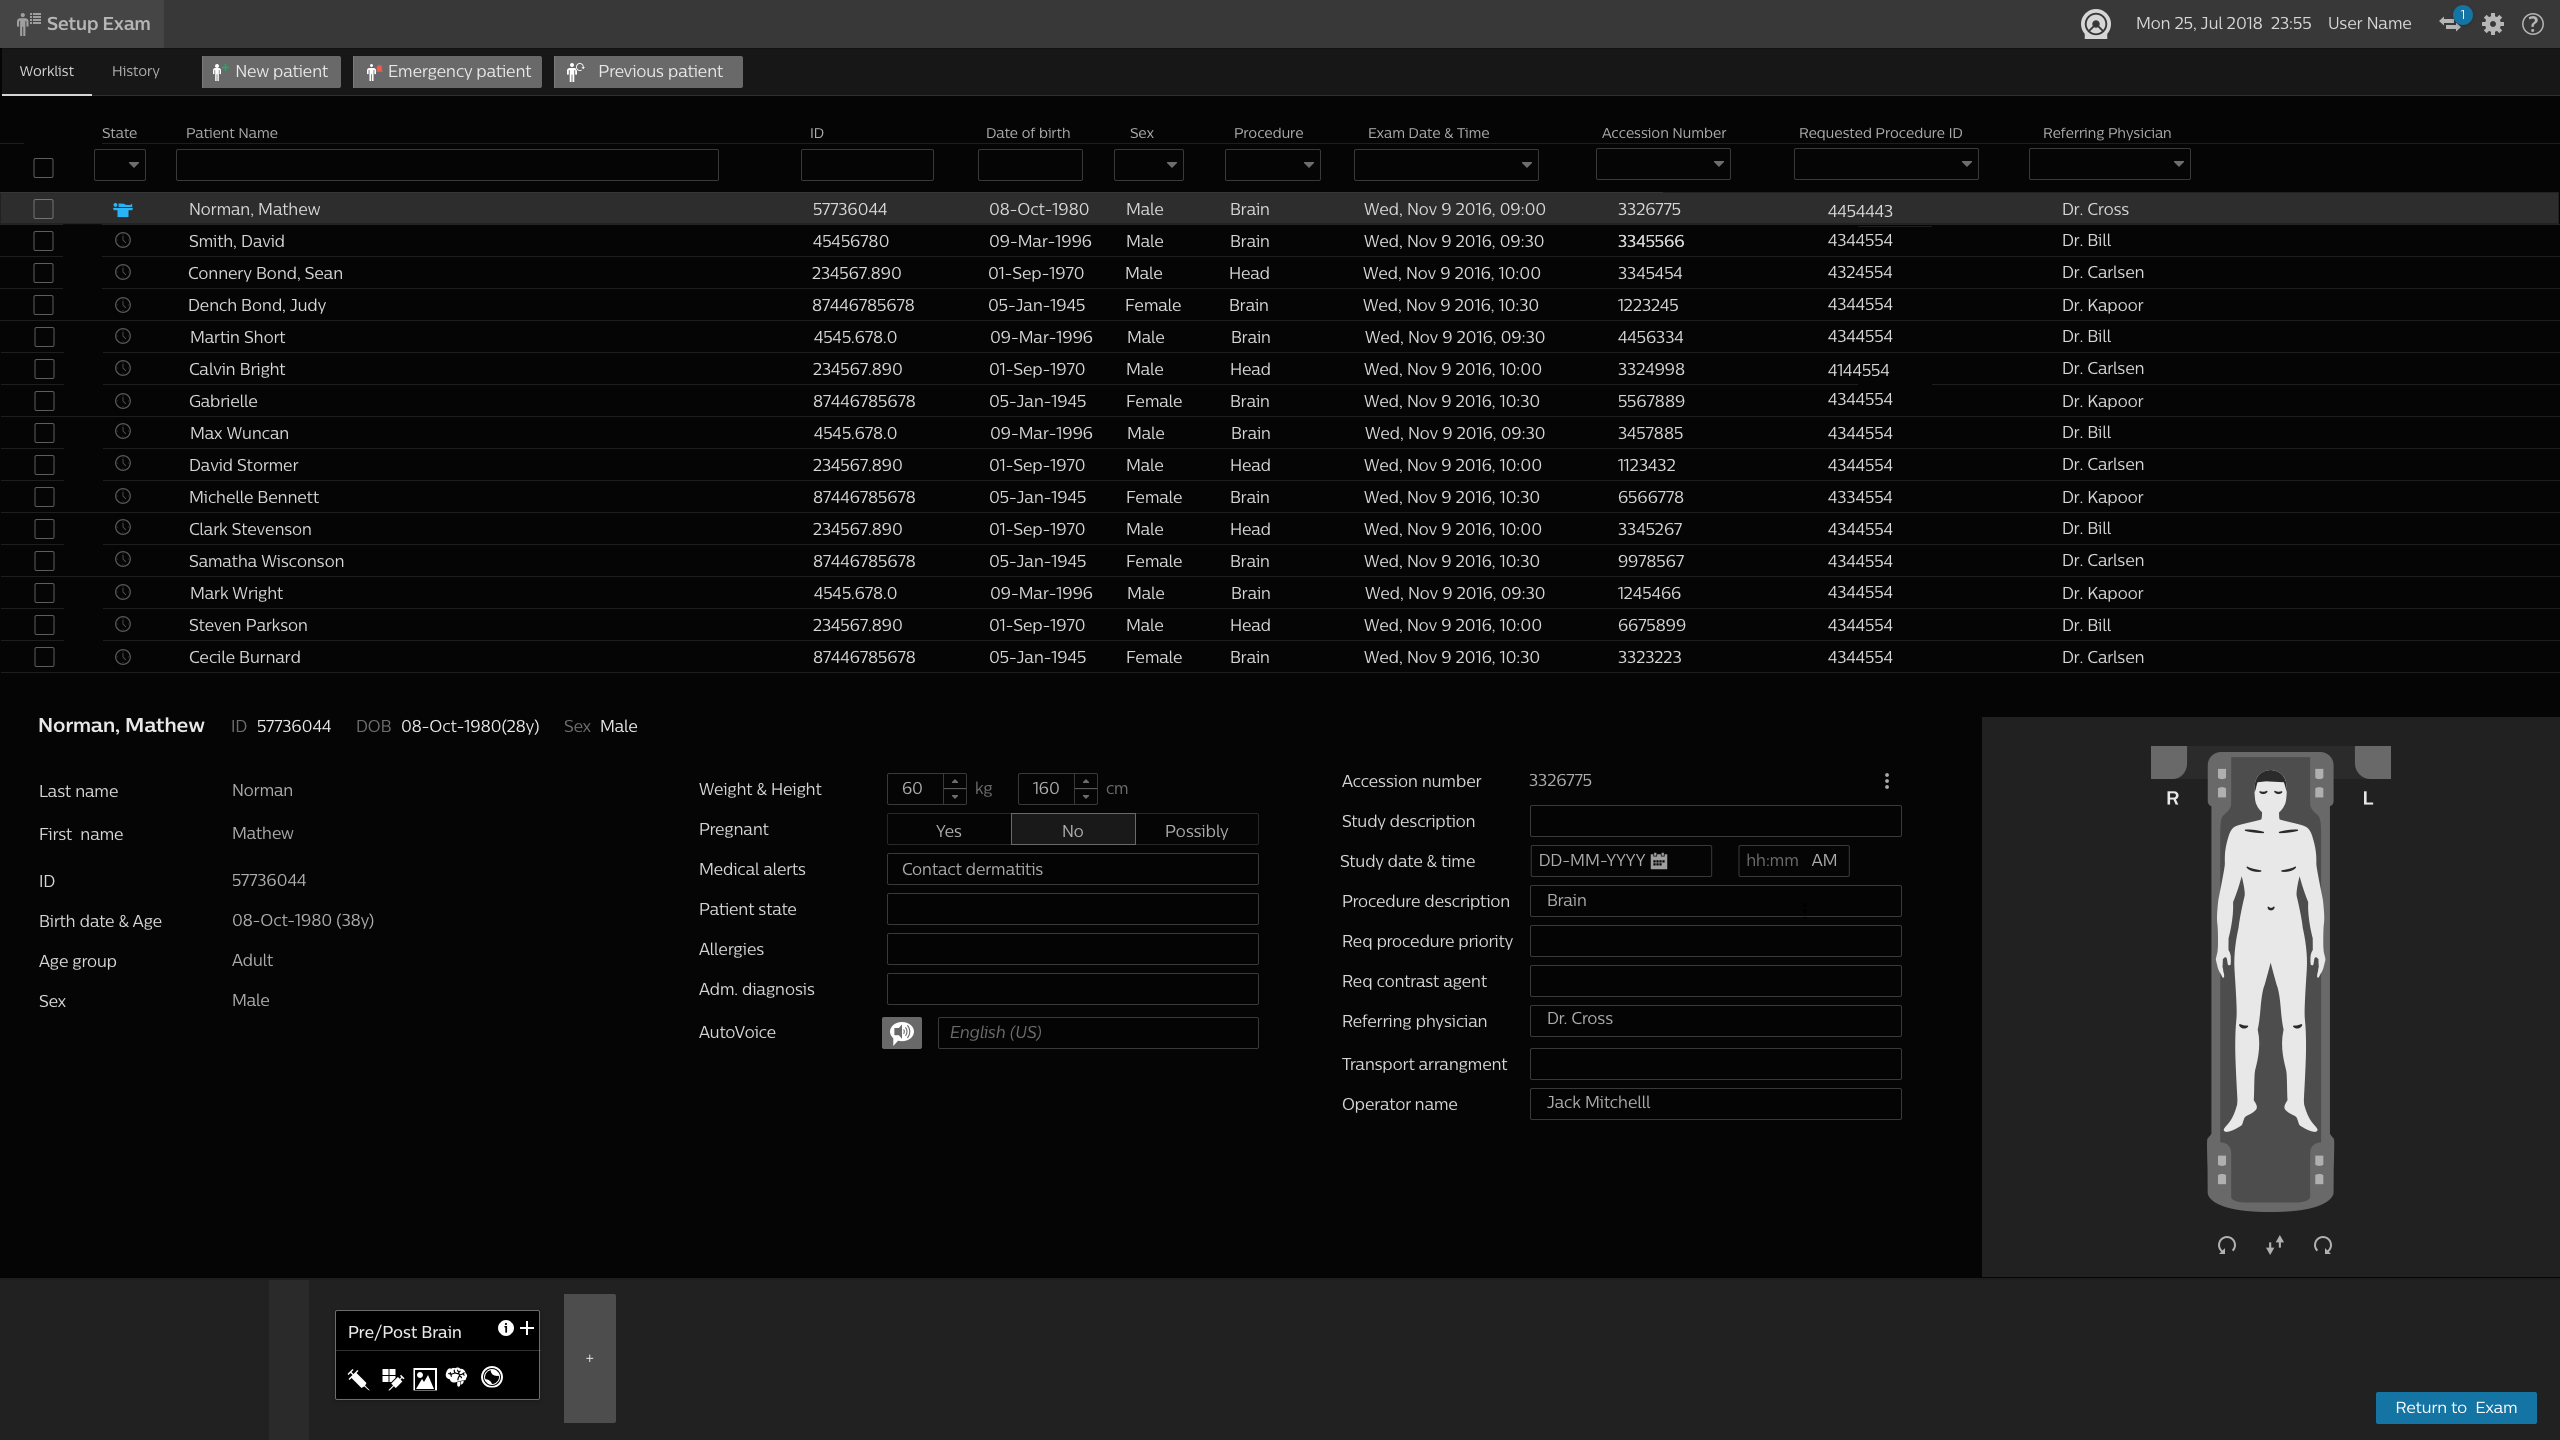 Setup Exam
Mon 25, Jul 2018 23:55 User Name 1
Worklist History New patient Emergency patient Previous patient
State Patient Name ID Date of birth Sex Procedure Exam Date & Time Accession Number Requested Procedure ID Referring Physician
Norman, Mathew 57736044 08-Oct-1980 Male Brain Wed, Nov 9 2016, 09:00 3326775 4454443 Dr. Cross
Smith, David 45456780 09-Mar-1996 Male Brain Wed, Nov 9 2016, 09:30 3345566 4344554 Dr. Bill
Connery Bond, Sean 234567.890 01-Sep-1970 Male Head Wed, Nov 9 2016, 10:00 3345454 4324554 Dr. Carlsen
Dench Bond, Judy 87446785678 05-Jan-1945 Female Brain Wed, Nov 9 2016, 10:30 1223245 4344554 Dr. Kapoor
Martin Short 4545.678.0 09-Mar-1996 Male Brain Wed, Nov 9 2016, 09:30 4456334 4344554 Dr. Bill
Calvin Bright 234567.890 01-Sep-1970 Male Head Wed, Nov 9 2016, 10:00 3324998 4144554 Dr. Carlsen
Gabrielle 87446785678 05-Jan-1945 Female Brain Wed, Nov 9 2016, 10:30 5567889 4344554 Dr. Kapoor
Max Wuncan 4545.678.0 09-Mar-1996 Male Brain Wed, Nov 9 2016, 09:30 3457885 4344554 Dr. Bill
David Stormer 234567.890 01-Sep-1970 Male Head Wed, Nov 9 2016, 10:00 1123432 4344554 Dr. Carlsen
Michelle Bennett 87446785678 05-Jan-1945 Female Brain Wed, Nov 9 2016, 10:30 6566778 4334554 Dr. Kapoor
Clark Stevenson 234567.890 01-Sep-1970 Male Head Wed, Nov 9 2016, 10:00 3345267 4344554 Dr. Bill
Samatha Wisconson 87446785678 05-Jan-1945 Female Brain Wed, Nov 9 2016, 10:30 9978567 4344554 Dr. Carlsen
Mark Wright 4545.678.0 09-Mar-1996 Male Brain Wed, Nov 9 2016, 09:30 1245466 4344554 Dr. Kapoor
Steven Parkson 234567.890 01-Sep-1970 Male Head Wed, Nov 9 2016, 10:00 6675899 4344554 Dr. Bill
Cecile Burnard 87446785678 05-Jan-1945 Female Brain Wed, Nov 9 2016, 10:30 3323223 4344554 Dr. Carlsen
Norman, Mathew ID 57736044 DOB 08-Oct-1980(28y) Sex Male
Last name Norman
First name Mathew
ID 57736044
Birth date & Age 08-Oct-1980 (38y)
Age group Adult
Sex Male
Weight & Height 60 kg 160 cm
Pregnant Yes No Possibly
Medical alerts Contact dermatitis
Patient state
Allergies
Adm. diagnosis
AutoVoice English (US)
Accession number 3326775
Study description
Study date & time DD-MM-YYYY hh:mm AM
Procedure description Brain
Req procedure priority
Req contrast agent
Referring physician Dr. Cross
Transport arrangment
Operator name Jack Mitchelll
R L
Pre/Post Brain
+
Return to Exam